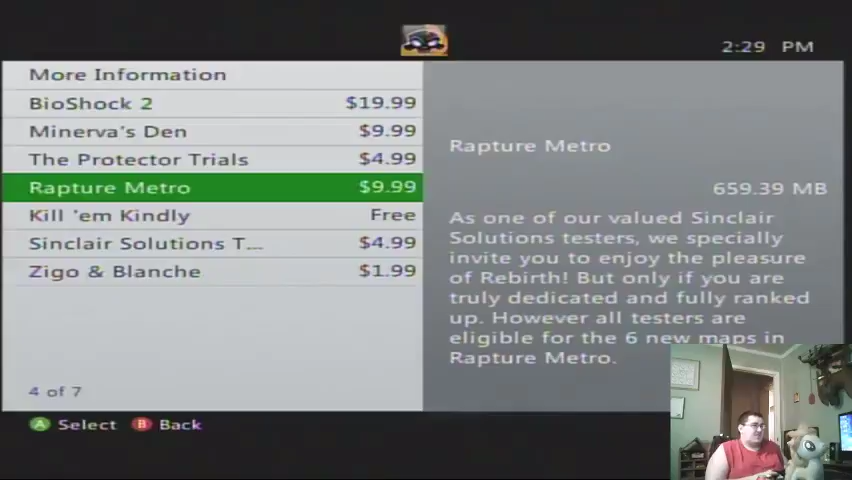 2:29 PM
More Information
BioShock 2 $19.99
Minerva's Den $9.99
The Protector Trials $4.99
Rapture Metro $9.99
Kill 'em Kindly Free
Sinclair Solutions T...  $4.99
Zigo & Blanche $1.99
4 of 7
Rapture Metro
659.39 MB
As one of our valued Sinclair
Solutions testers, we specially
invite you to enjoy the pleasure
of Rebirth! But only if you are
truly dedicated and fully ranked
up. However all testers are
eligible for the 6 new maps in
Rapture Metro.
A Select B Back